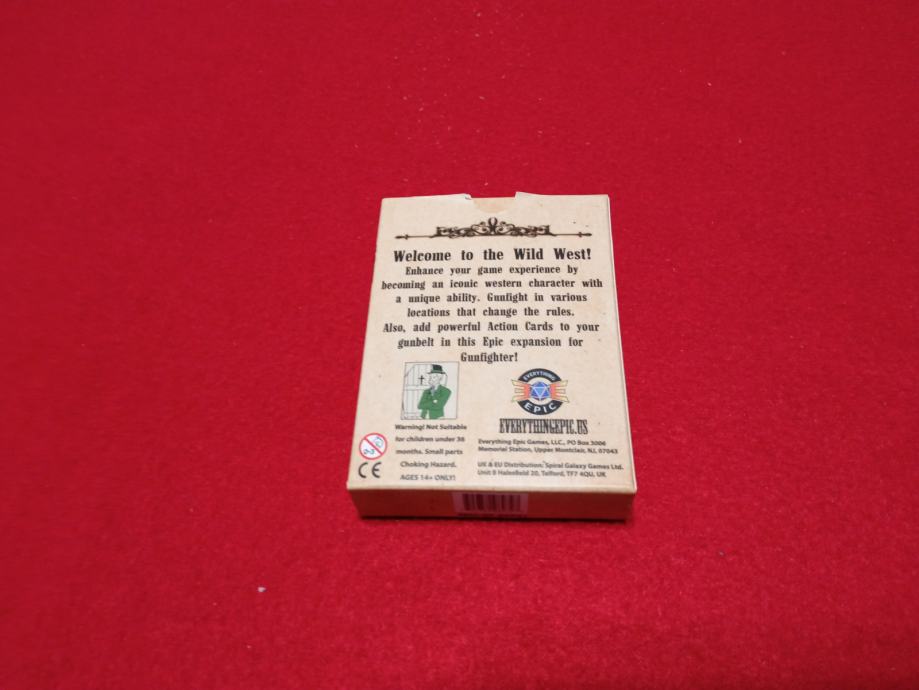 Welcome to the Wild West!
Enhance your game experience by
becoming an iconic western character with
a unique ability. Gunfight in various
locations that change the rules.
Also, add powerful Action Cards to your
gunbelt in this Epic expansion for
Gunfighter!
EVERYTHING
EPIC
EVERYTHINGEPIC.US
Warning! Not Suitable
for children under 36
months. Small parts
Choking Hazard.
AGES 14+ ONLY!
0-3
CE
Everything Epic Games, LLC., PO Box 3006
Memorial Station, Upper Montclair, NJ, 07043
UK & EU Distribution: Spiral Galaxy Games Ltd.
Unit 8 Halesfield 20, Telford, TF7 4QU, UK